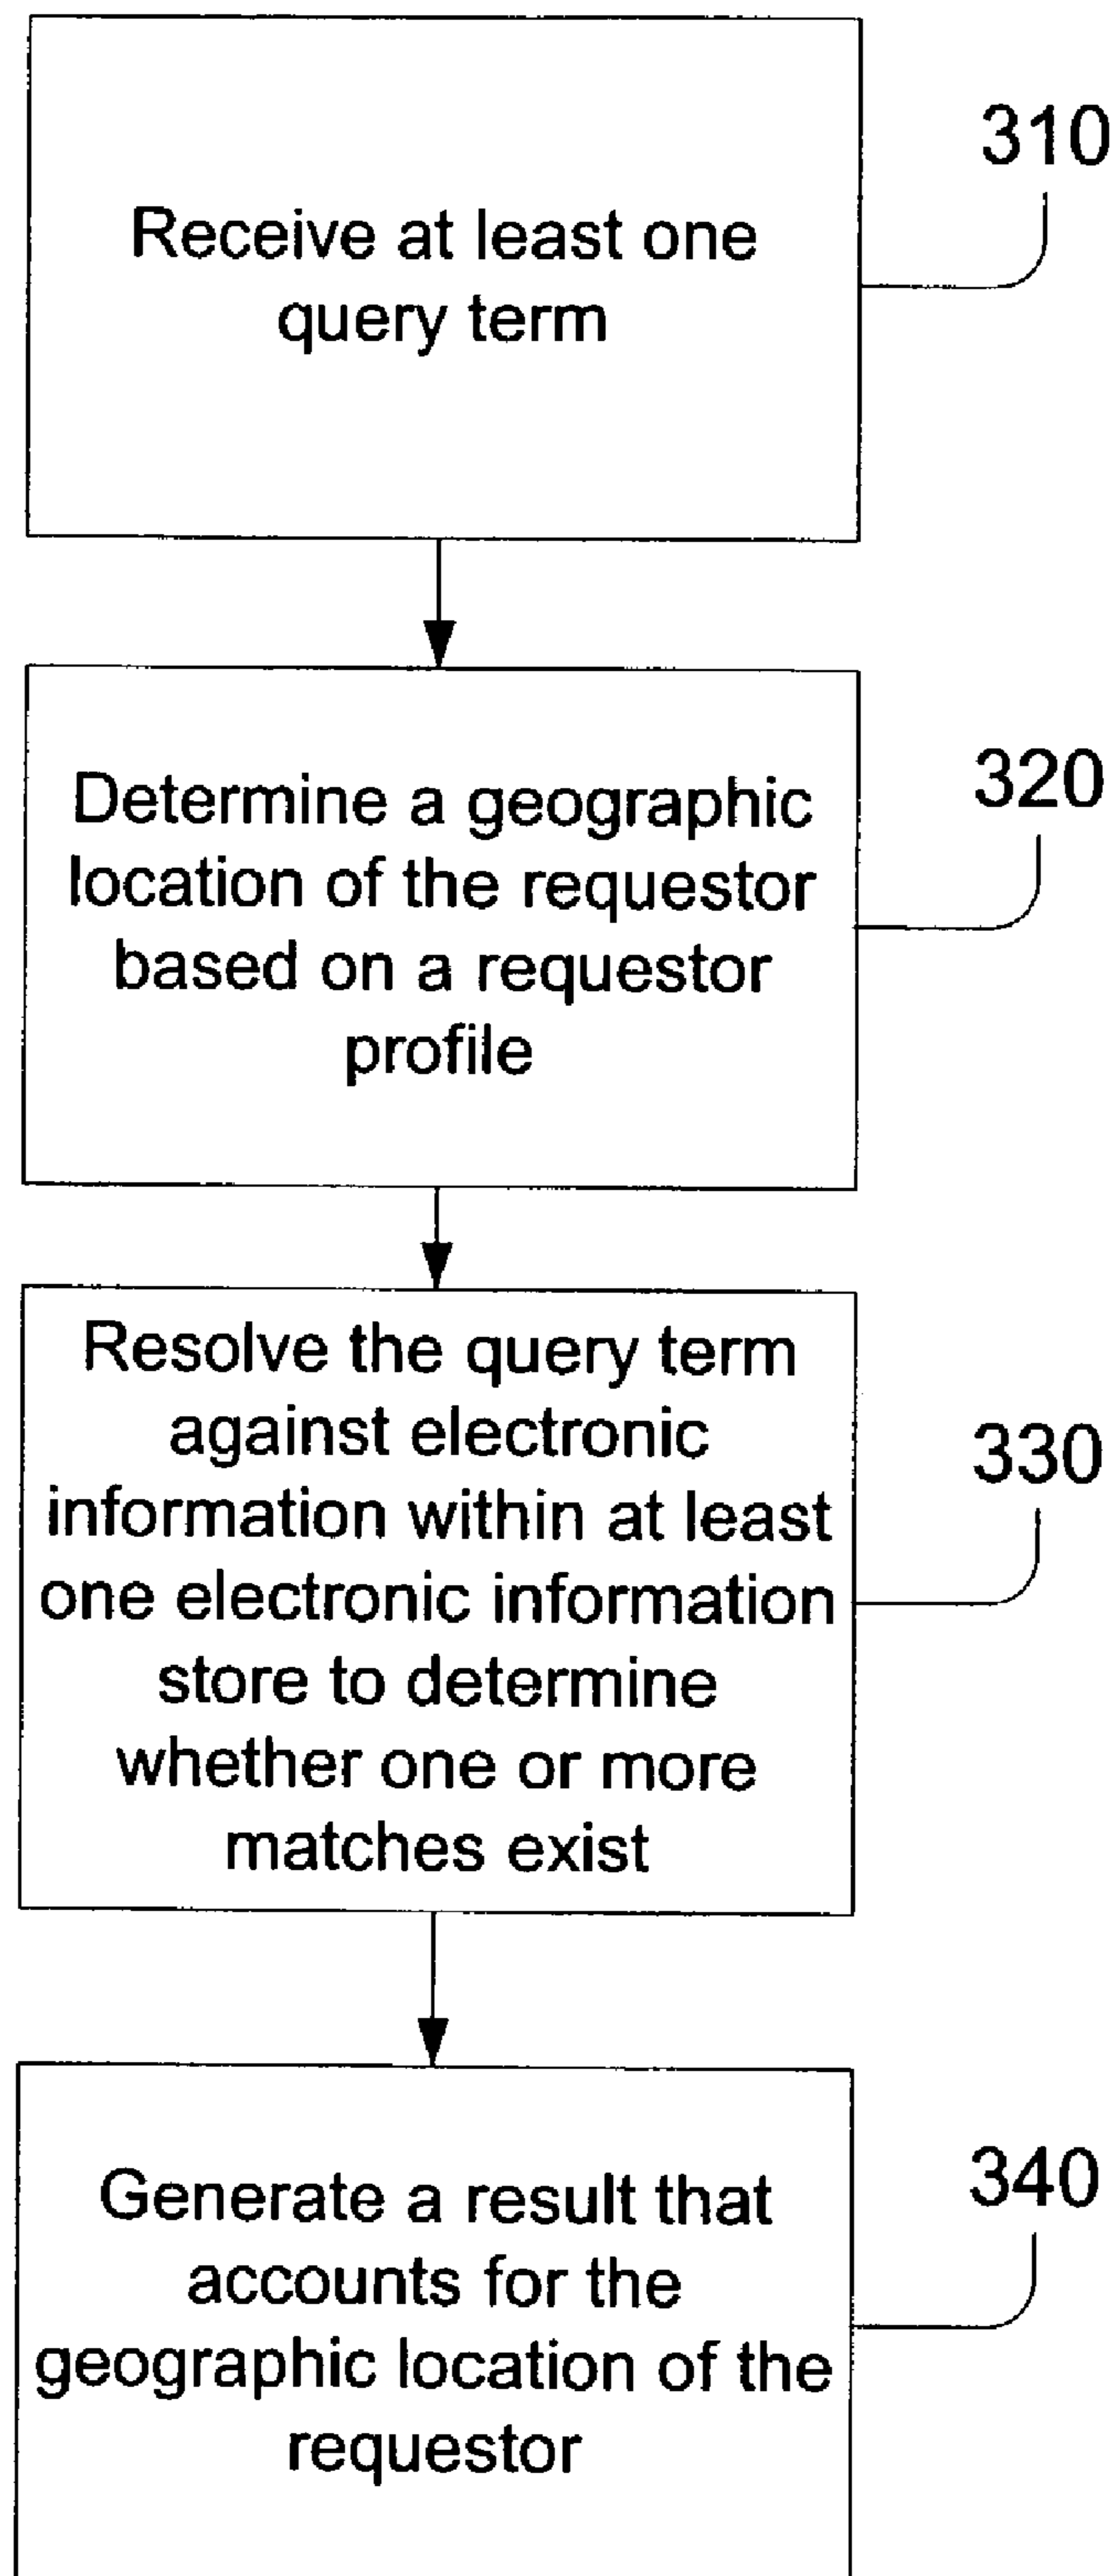 310
Receive at least one
query term
320
Determine a geographic
location of the requestor
based on a requestor
profile
330
Resolve the query term
against electronic
information within at least
one electronic information
store to determine
whether one or more
matches exist
340
Generate a result that
accounts for the
geographic location of the
requestor